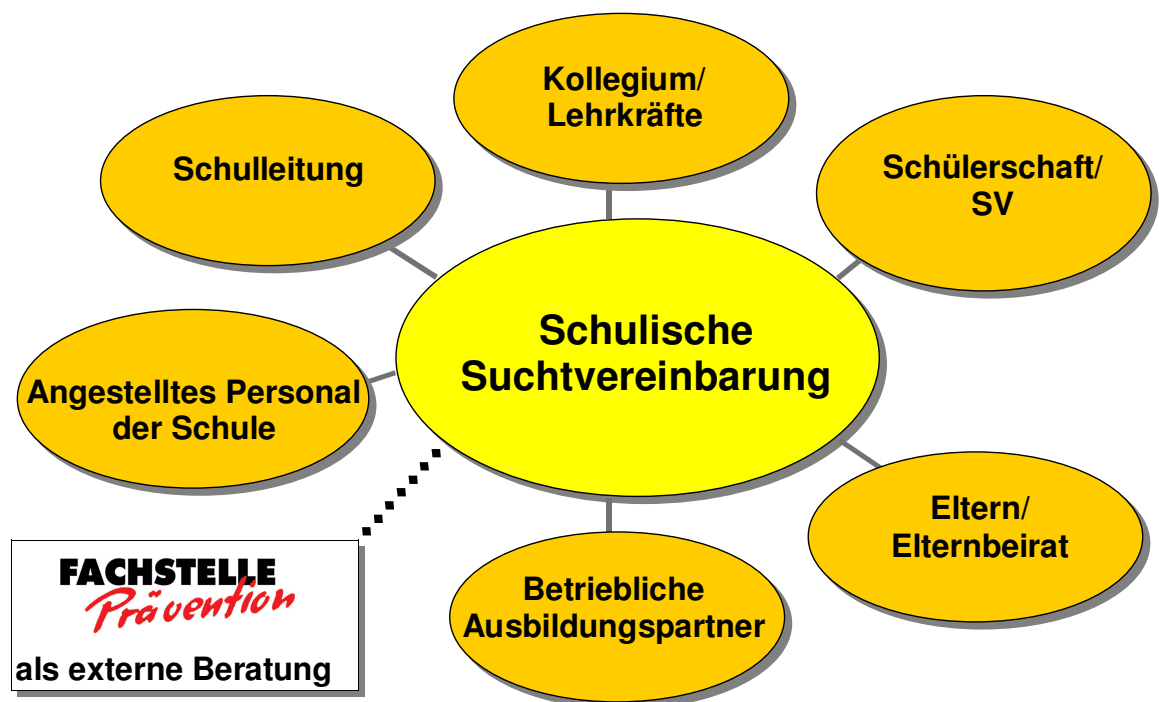 Kollegium/
Lehrkräfte
Schulleitung
Schülerschaft/
SV
Schulische
Suchtvereinbarung
Angestelltes Personal
der Schule
Eltern/
Elternbeirat
Betriebliche
Ausbildungspartner
FACHSTELLE
Prävention
als externe Beratung